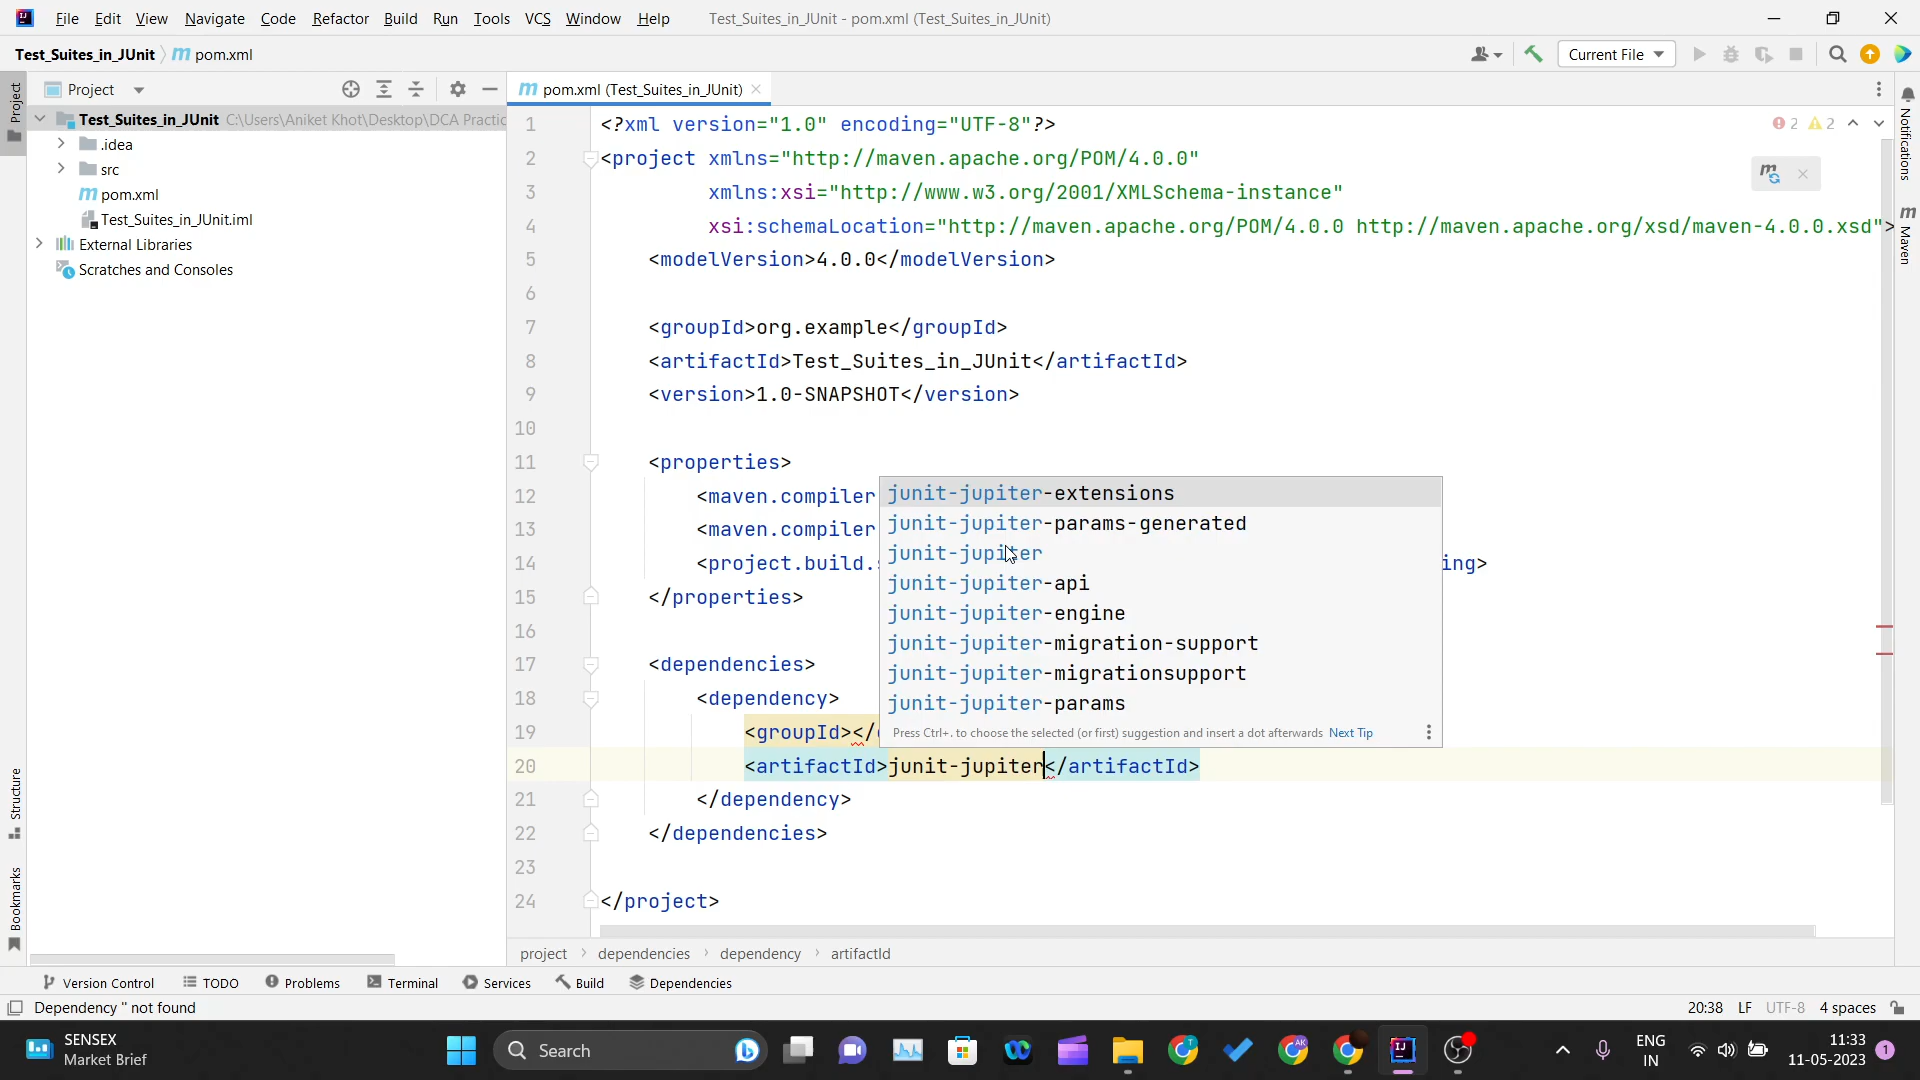 File Edit View Navigate Code Refactor Build Run Tools VCS Window Help Test_Suites_in_JUnit - pom.xml (Test_Suites_in_JUnit)
Test_Suites_in_JUnit pom.xml Current File
Project
Project
pom.xml (Test_Suites_in_JUnit)
Test_Suites_in_JUnit C:\Users\Aniket Khot\Desktop\DCA Practic
.idea
src
pom.xml
Test_Suites_in_JUnit.iml
External Libraries
Scratches and Consoles
Structure
Bookmarks
2 2
Notifications
Maven
1 <?xml version="1.0" encoding="UTF-8"?>
2 <project xmlns="http://maven.apache.org/POM/4.0.0"
3 xmlns:xsi="http://www.w3.org/2001/XMLSchema-instance"
4 xsi:schemaLocation="http://maven.apache.org/POM/4.0.0 http://maven.apache.org/xsd/maven-4.0.0.xsd">
5 <modelVersion>4.0.0</modelVersion>
6
7 <groupId>org.example</groupId>
8 <artifactId>Test_Suites_in_JUnit</artifactId>
9 <version>1.0-SNAPSHOT</version>
10
11 <properties>
12 <maven.compiler
13 <maven.compiler
14 <project.build. ing>
15 </properties>
16
17 <dependencies>
18 <dependency>
19 <groupId></
20 <artifactId>junit-jupiter</artifactId>
21 </dependency>
22 </dependencies>
23
24 </project>
junit-jupiter-extensions
junit-jupiter-params-generated
junit-jupiter
junit-jupiter-api
junit-jupiter-engine
junit-jupiter-migration-support
junit-jupiter-migrationsupport
junit-jupiter-params
Press Ctrl+. to choose the selected (or first) suggestion and insert a dot afterwards Next Tip
project dependencies dependency artifactId
Version Control TODO Problems Terminal Services Build Dependencies
Dependency '' not found 20:38 LF UTF-8 4 spaces
SENSEX
Market Brief
Search
ENG
IN
11:33
11-05-2023
1